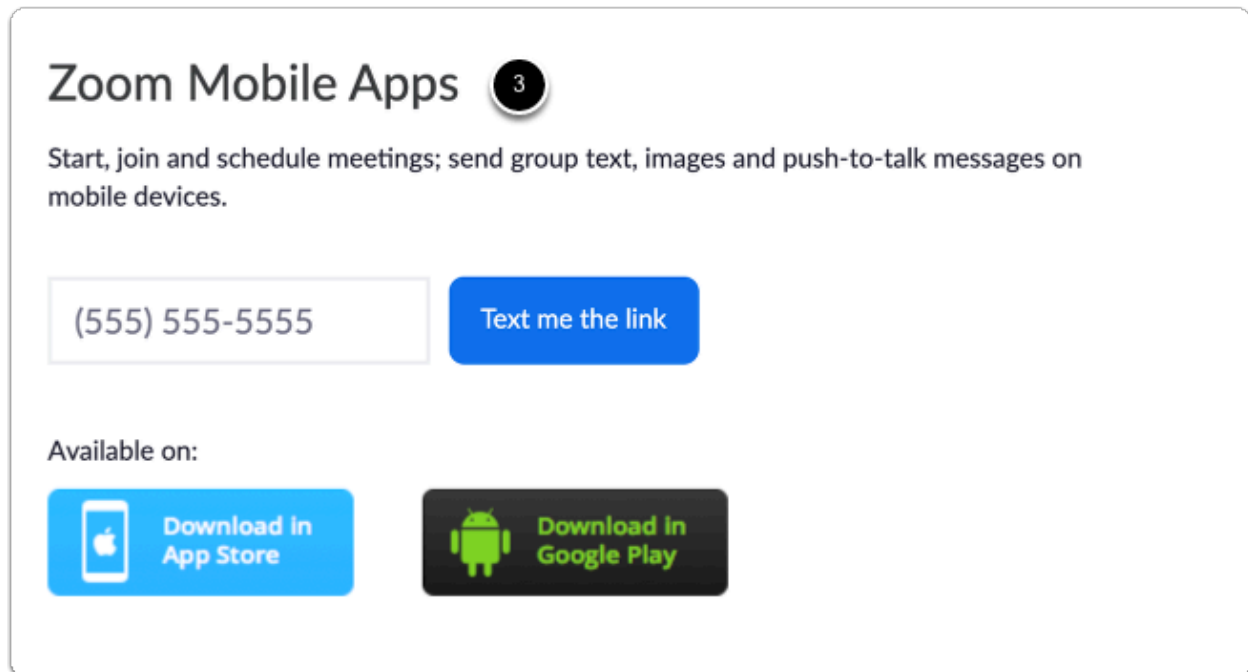 Zoom Mobile Apps 3
Start, join and schedule meetings; send group text, images and push-to-talk messages on
mobile devices.
(555) 555-5555 Text me the link
Available on:
Download in
App Store
Download in
Google Play